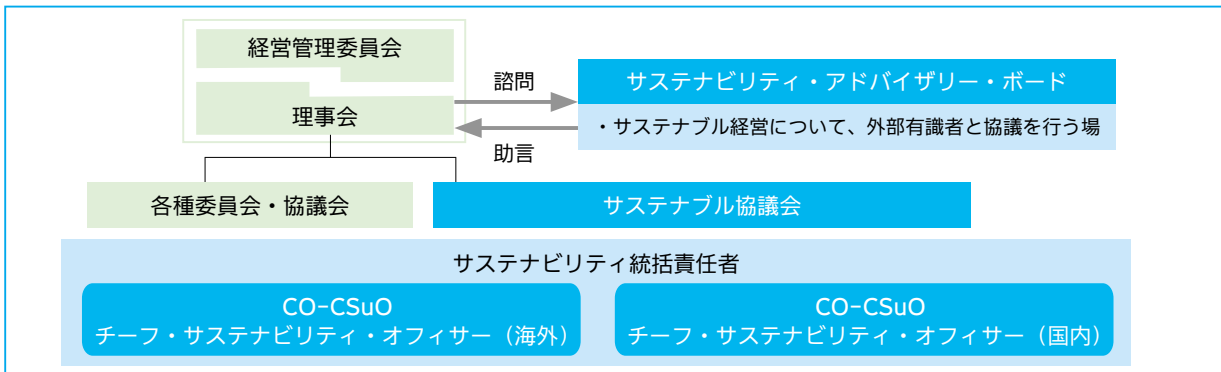 経営管理委員会
理事会
諮問
助言
サステナビリティ・アドバイザリー・ボード
・サステナブル経営について、外部有識者と協議を行う場
各種委員会・協議会
サステナブル協議会
サステナビリティ統括責任者
CO-CSuO
チーフ・サステナビリティ・オフィサー（海外）
CO-CSuO
チーフ・サステナビリティ・オフィサー（国内）